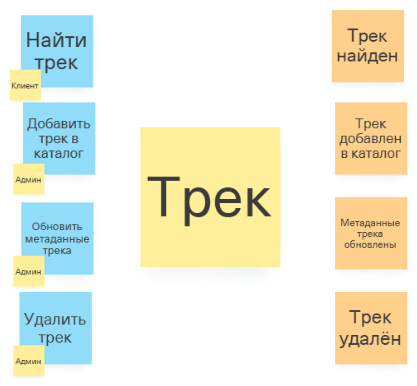 Найти
трек
Клиент
Добавить
трек в
каталог
Админ
Обновить
метаданные
трека
Админ
Удалить
трек
Админ
Трек
Трек
найден
Трек
добавлен
в каталог
Метаданные
трека
обновлены
Трек
удалён